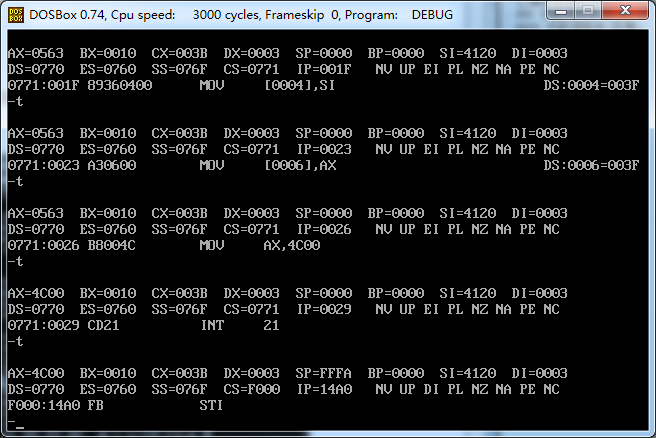 DOSBox 0.74, Cpu speed:    3000 cycles, Frameskip  0, Program:    DEBUG
AX=0563  BX=0010  CX=003B  DX=0003  SP=0000  BP=0000  SI=4120  DI=0003
DS=0770  ES=0760  SS=076F  CS=0771  IP=001F   NV UP EI PL NZ NA PE NC
0771:001F 89360400      MOV     [0004],SI                          DS:0004=003F
-t
AX=0563  BX=0010  CX=003B  DX=0003  SP=0000  BP=0000  SI=4120  DI=0003
DS=0770  ES=0760  SS=076F  CS=0771  IP=0023   NV UP EI PL NZ NA PE NC
0771:0023 A30600        MOV     [0006],AX                          DS:0006=003F
-t
AX=0563  BX=0010  CX=003B  DX=0003  SP=0000  BP=0000  SI=4120  DI=0003
DS=0770  ES=0760  SS=076F  CS=0771  IP=0026   NV UP EI PL NZ NA PE NC
0771:0026 B8004C        MOV     AX,4C00
-t
AX=4C00  BX=0010  CX=003B  DX=0003  SP=0000  BP=0000  SI=4120  DI=0003
DS=0770  ES=0760  SS=076F  CS=0771  IP=0029   NV UP EI PL NZ NA PE NC
0771:0029 CD21          INT     21
-t
AX=4C00  BX=0010  CX=003B  DX=0003  SP=FFFA  BP=0000  SI=4120  DI=0003
DS=0770  ES=0760  SS=076F  CS=F000  IP=14A0   NV UP DI PL NZ NA PE NC
F000:14A0 FB            STI
-_